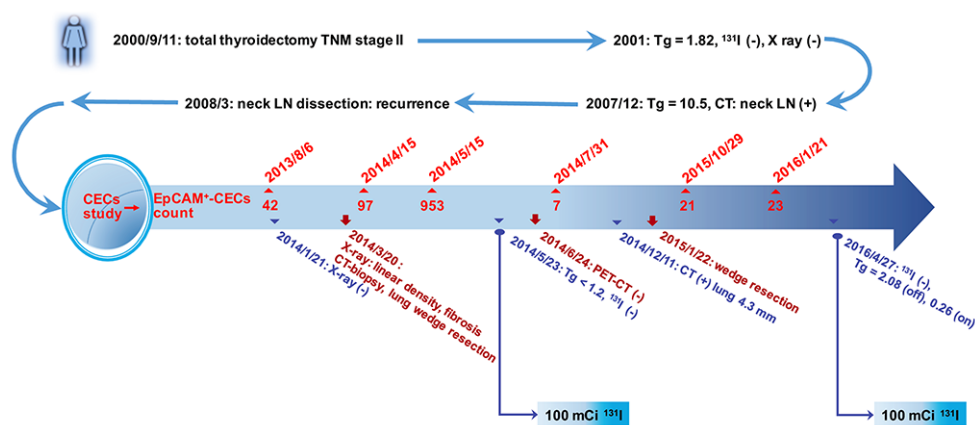 2000/9/11: total thyroidectomy TNM stage II
2001: Tg = 1.82, ¹³¹I (-), X ray (-)
2008/3: neck LN dissection: recurrence
2007/12: Tg = 10.5, CT: neck LN (+)
CECs
study
EpCAM⁺-CECs
count
2013/8/6
2014/4/15
2014/5/15
2014/7/31
2015/10/29
2016/1/21
42
97
953
7
21
23
2014/1/21: X-ray (-)
2014/3/20:
X-ray: linear density, fibrosis
CT-biopsy, lung wedge resection
2014/5/23: Tg < 1.2, ¹³¹I (-)
2014/6/24: PET-CT (-)
2014/12/11: CT (+) lung 4.3 mm
2015/1/22: wedge resection
2016/4/27: ¹³¹I (-),
Tg = 2.08 (off), 0.26 (on)
100 mCi ¹³¹I
100 mCi ¹³¹I